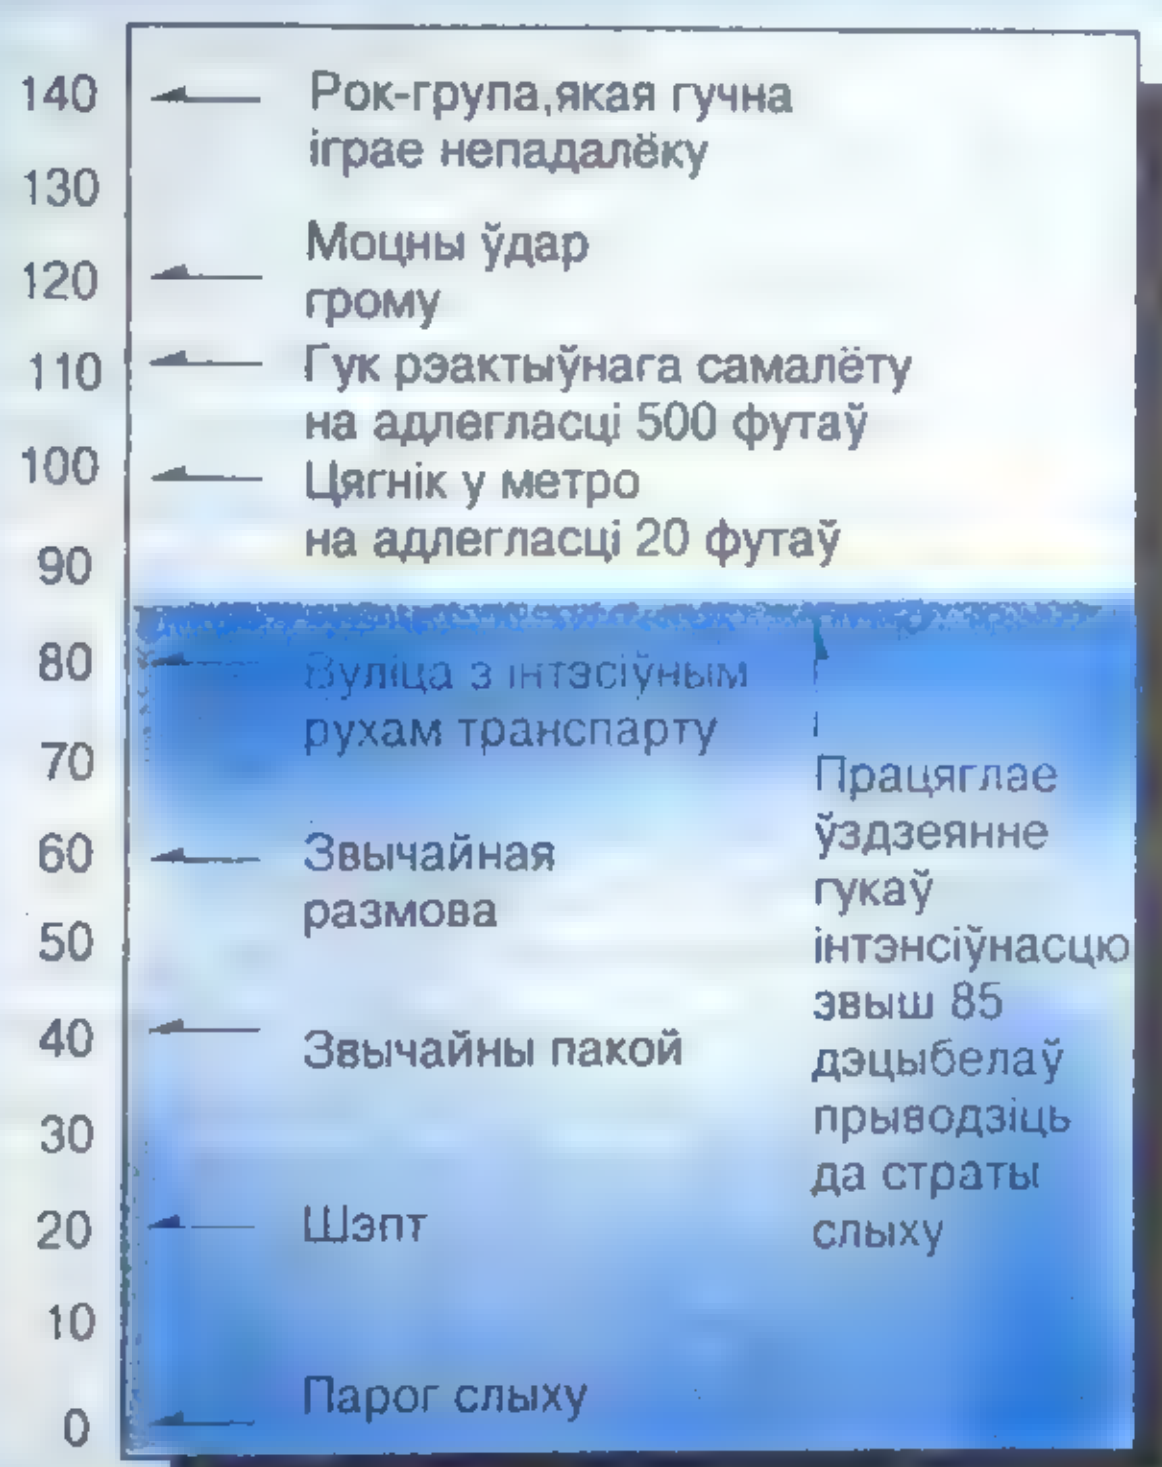 140
Рок-група,якая гучна
іграе непадалёку
130
Моцны ўдар
120
грому
110
Гук рэактыўнага самалёту
на адлегласці 500 футаў
100
Цягнік у метро
на адлегласці 20 футаў
90
80
Вуліца з інтэсіўным
рухам транспарту
70
60
Звычайная
размова
50
40
Звычайны пакой
30
20
Шэпт
10
Парог слыху
0
Працяглае
ўздзеянне
гукаў
інтэнсіўнасцю
звыш 85
дэцыбелаў
прыводзіць
да страты
слыху